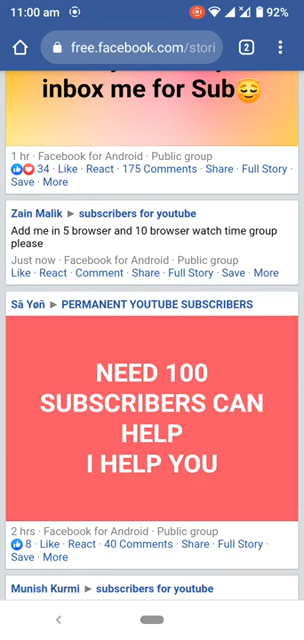 11:00 am 92%
free.facebook.com/stori 2
inbox me for Sub😌
1 hr · Facebook for Android · Public group
34 · Like · React · 175 Comments · Share · Full Story ·
Save · More
Zain Malik ► subscribers for youtube
Add me in 5 browser and 10 browser watch time group
please
Just now · Facebook for Android · Public group
Like · React · Comment · Share · Full Story · Save · More
Sā Yøñ ► PERMANENT YOUTUBE SUBSCRIBERS
NEED 100
SUBSCRIBERS CAN
HELP
I HELP YOU
2 hrs · Facebook for Android · Public group
8 · Like · React · 40 Comments · Share · Full Story ·
Save · More
Munish Kurmi ► subscribers for youtube